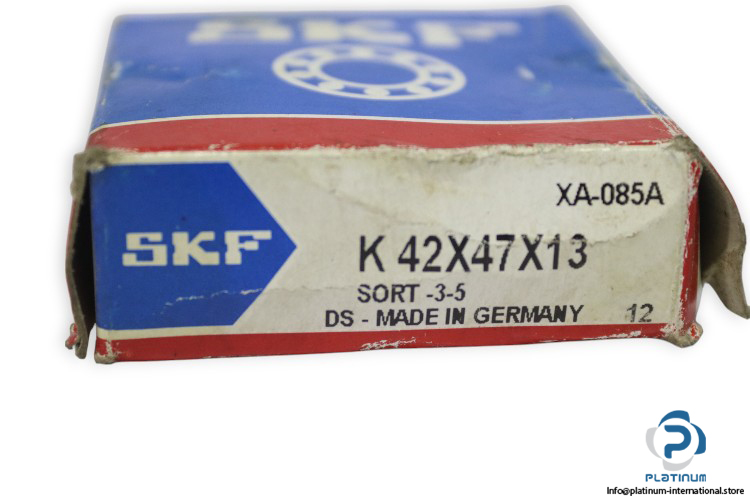 SKF
XA-085A
SKF
K 42X47X13
SORT -3-5
DS - MADE IN GERMANY 12
PLATINUM
Info@platinum-international.store